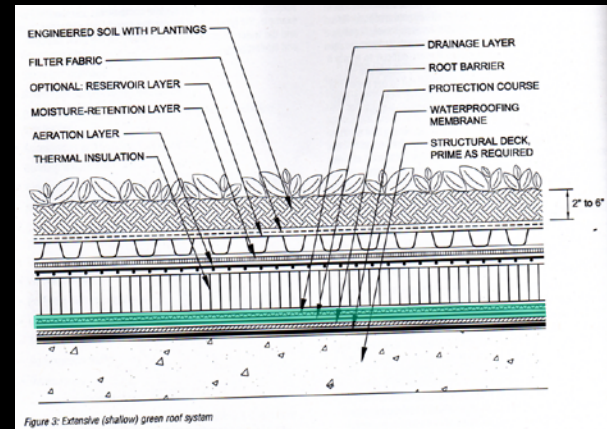 ENGINEERED SOIL WITH PLANTINGS
FILTER FABRIC
OPTIONAL: RESERVOIR LAYER
MOISTURE-RETENTION LAYER
AERATION LAYER
THERMAL INSULATION
DRAINAGE LAYER
ROOT BARRIER
PROTECTION COURSE
WATERPROOFING
MEMBRANE
STRUCTURAL DECK,
PRIME AS REQUIRED
2" to 6"
Figure 3: Extensive (shallow) green roof system